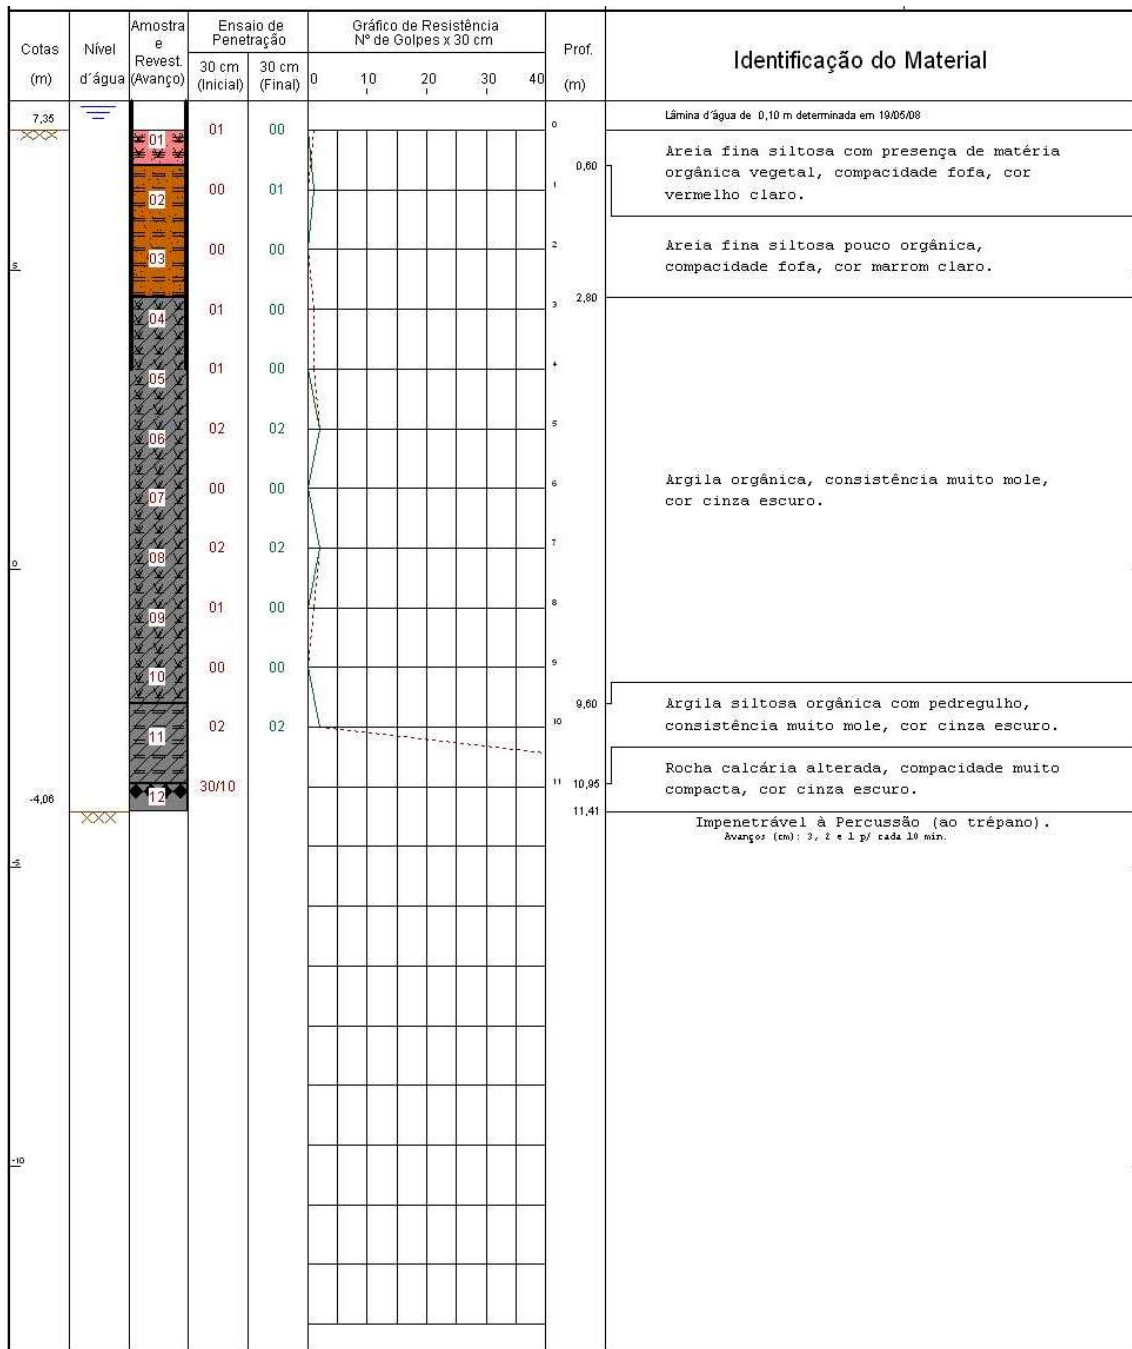 Cotas
(m)
Nível
d´água
Amostra
e
Revest.
(Avanço)
Ensaio de
Penetração
30 cm
(Inicial)
30 cm
(Final)
Gráfico de Resistência
Nº de Golpes x 30 cm
0 10 20 30 40
Prof.
(m)
Identificação do Material
7,35
Lâmina d´água de 0,10 m determinada em 19/05/08
01 00 0
01
Areia fina siltosa com presença de matéria
0,60 orgânica vegetal, compacidade fofa, cor
vermelho claro.
00 01 1
02
00 00 2
Areia fina siltosa pouco orgânica,
compacidade fofa, cor marrom claro.
03
5
2,80
01 00 3
04
01 00 4
05
02 02 5
06
Argila orgânica, consistência muito mole,
cor cinza escuro.
00 00 6
07
02 02 7
08
0
01 00 8
09
00 00 9
10
9,60 Argila siltosa orgânica com pedregulho,
consistência muito mole, cor cinza escuro.
02 02 10
11
Rocha calcária alterada, compacidade muito
compacta, cor cinza escuro.
30/10 11 10,95
-4,06
12
11,41
Impenetrável à Percussão (ao trépano).
Avanços (cm): 3, 2 e 1 p/ cada 10 min.
-5
-10